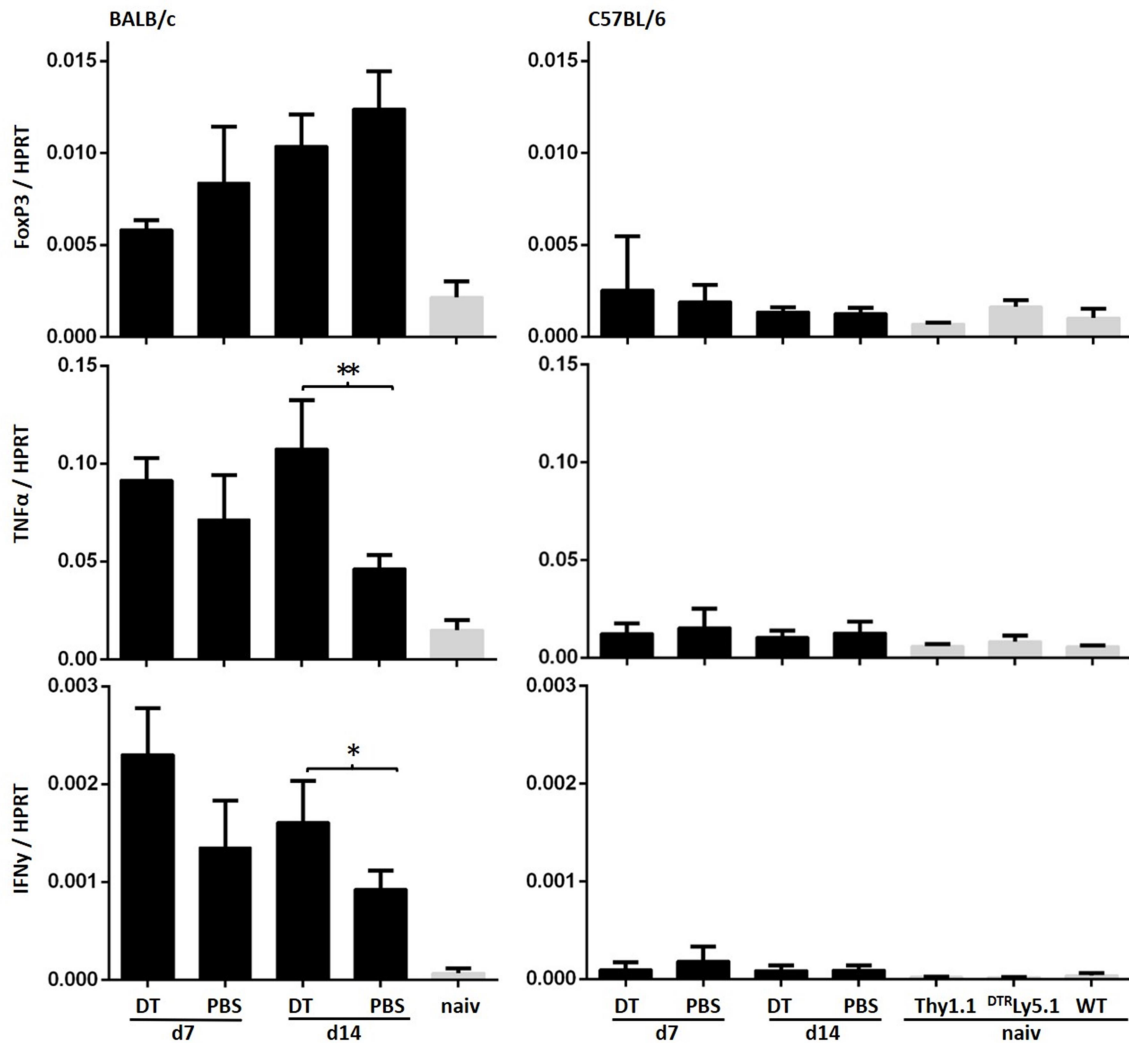 BALB/c
C57BL/6
FoxP3 / HPRT
0.015
0.010
0.005
0.000
0.015
0.010
0.005
0.000
TNFα / HPRT
0.15
**
0.10
0.05
0.00
0.15
0.10
0.05
0.00
IFNy / HPRT
0.003
0.002
*
0.001
0.000
0.003
0.002
0.001
0.000
DT PBS DT PBS naiv
d7 d14
DT PBS DT PBS Thy1.1 DTRLy5.1 WT
d7 d14 naiv